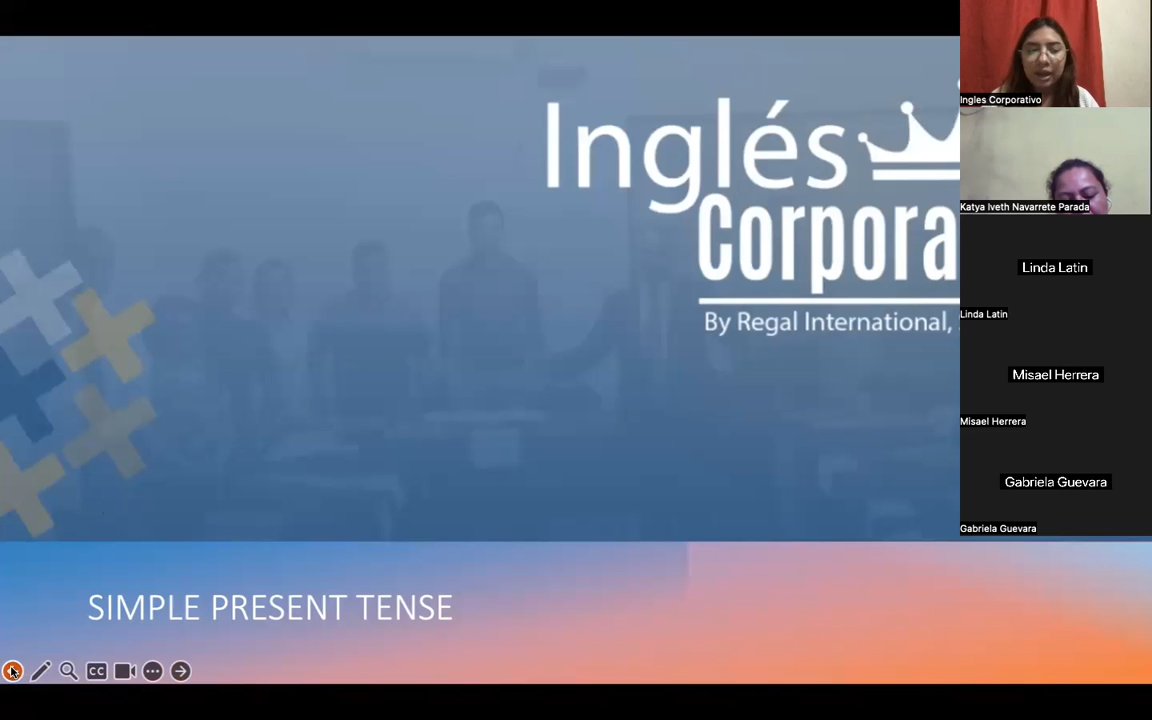 Inglés
Corpora
By Regal International,
SIMPLE PRESENT TENSE
CC
Ingles Corporativo
Katya Iveth Navarrete Parada
Linda Latin
Linda Latin
Misael Herrera
Misael Herrera
Gabriela Guevara
Gabriela Guevara